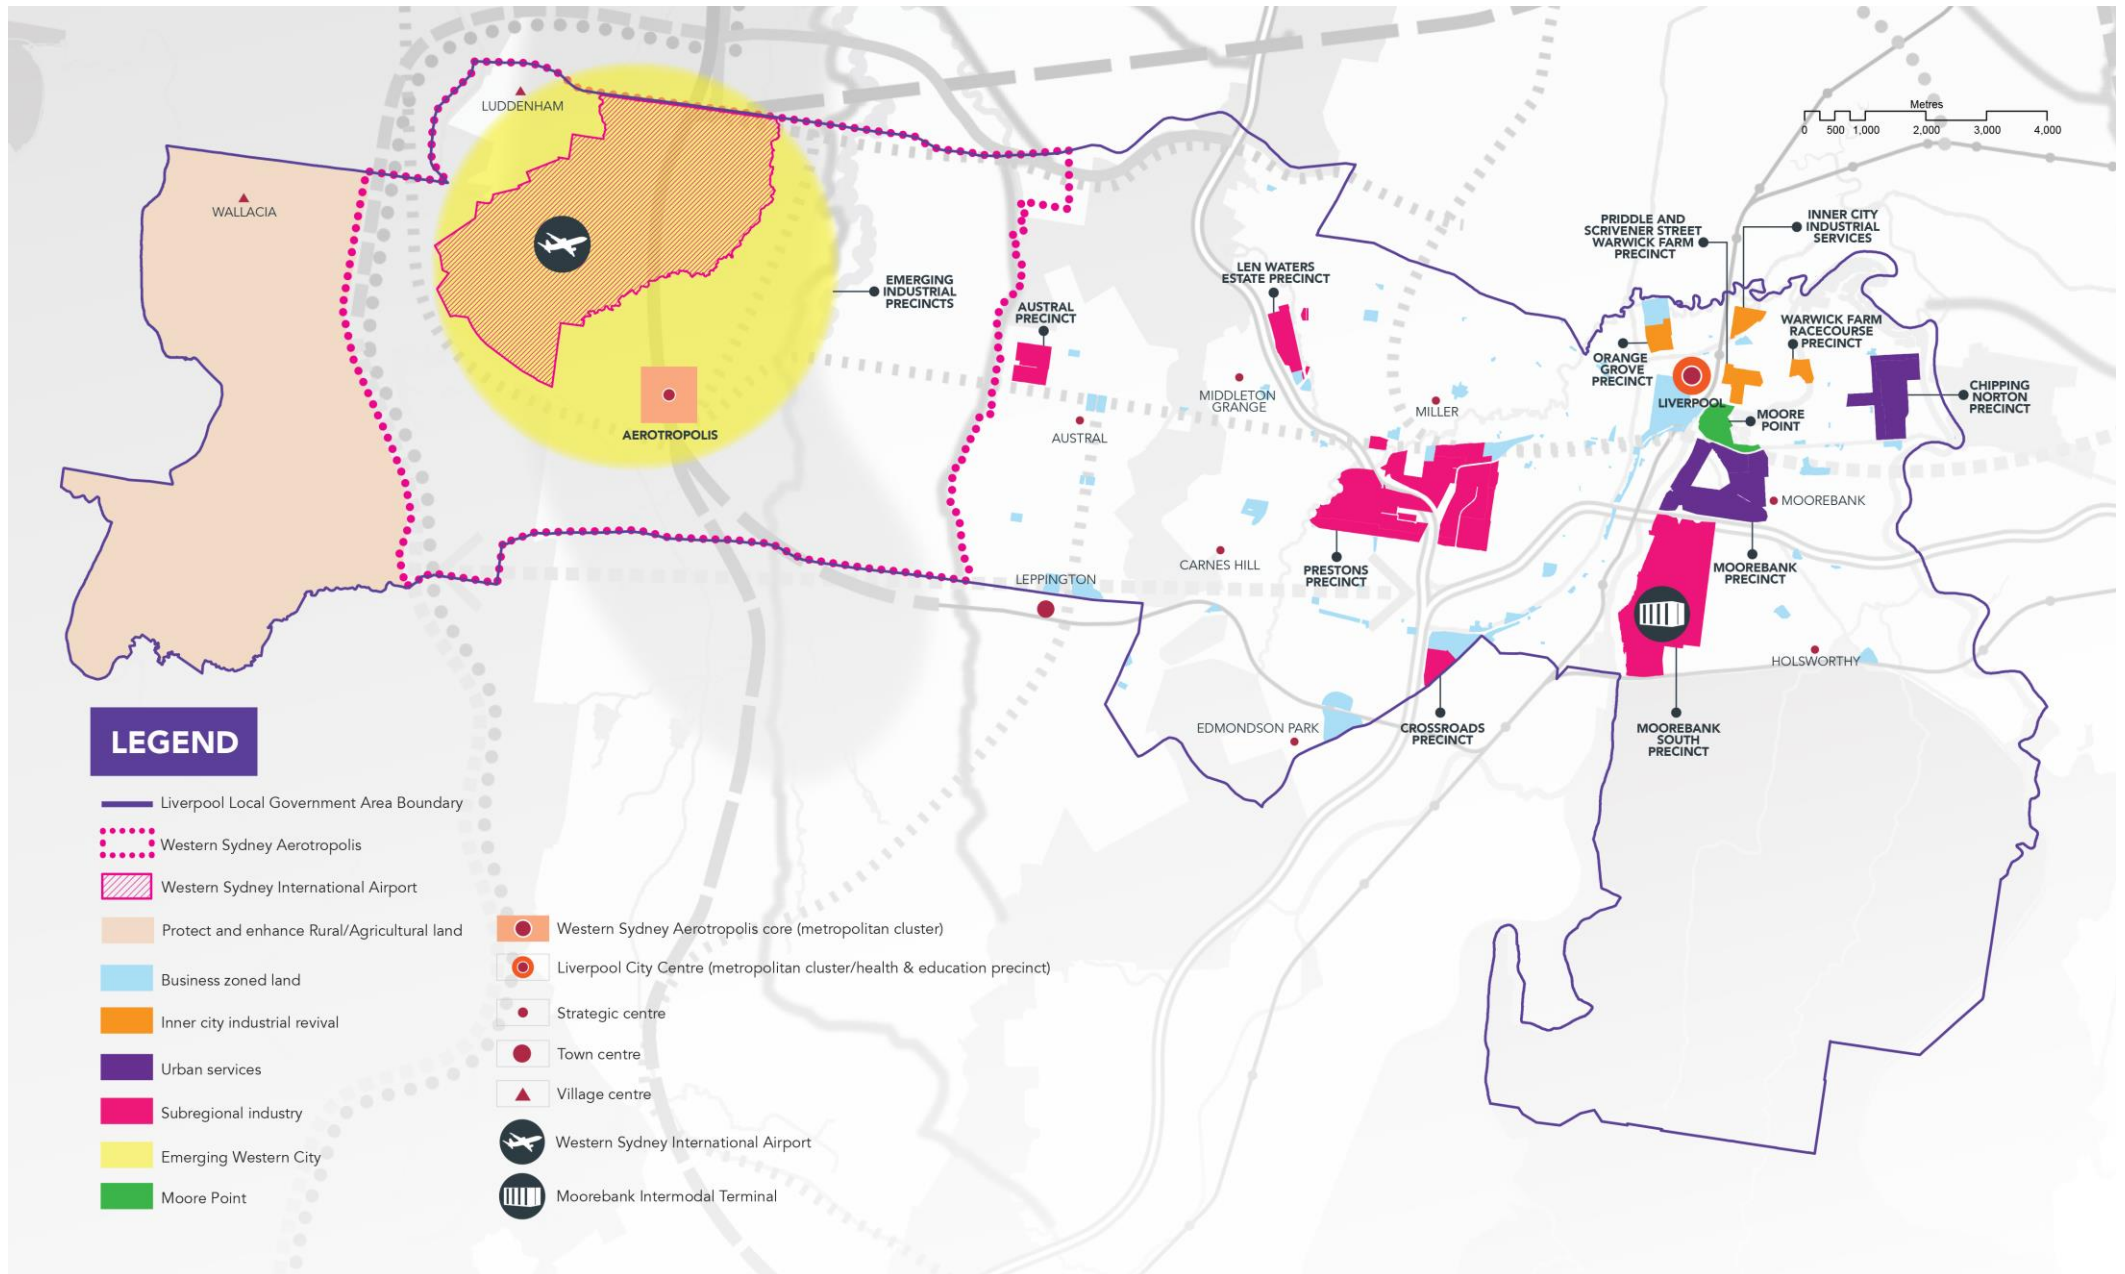 Metres
0 500 1,000 2,000 3,000 4,000
LUDDENHAM
WALLACIA
EMERGING
INDUSTRIAL
PRECINCTS
AEROTROPOLIS
AUSTRAL
PRECINCT
AUSTRAL
LEPPINGTON
LEN WATERS
ESTATE PRECINCT
MIDDLETON
GRANGE
MILLER
CARNES HILL
PRESTONS
PRECINCT
EDMONDSON PARK
CROSSROADS
PRECINCT
PRIDDLE AND
SCRIVENER STREET
WARWICK FARM
PRECINCT
INNER CITY
INDUSTRIAL
SERVICES
WARWICK FARM
RACECOURSE
PRECINCT
ORANGE
GROVE
PRECINCT
LIVERPOOL
MOORE
POINT
CHIPPING
NORTON
PRECINCT
MOOREBANK
MOOREBANK
PRECINCT
HOLSWORTHY
MOOREBANK
SOUTH
PRECINCT
LEGEND
Liverpool Local Government Area Boundary
Western Sydney Aerotropolis
Western Sydney International Airport
Protect and enhance Rural/Agricultural land
Business zoned land
Inner city industrial revival
Urban services
Subregional industry
Emerging Western City
Moore Point
Western Sydney Aerotropolis core (metropolitan cluster)
Liverpool City Centre (metropolitan cluster/health & education precinct)
Strategic centre
Town centre
Village centre
Western Sydney International Airport
Moorebank Intermodal Terminal